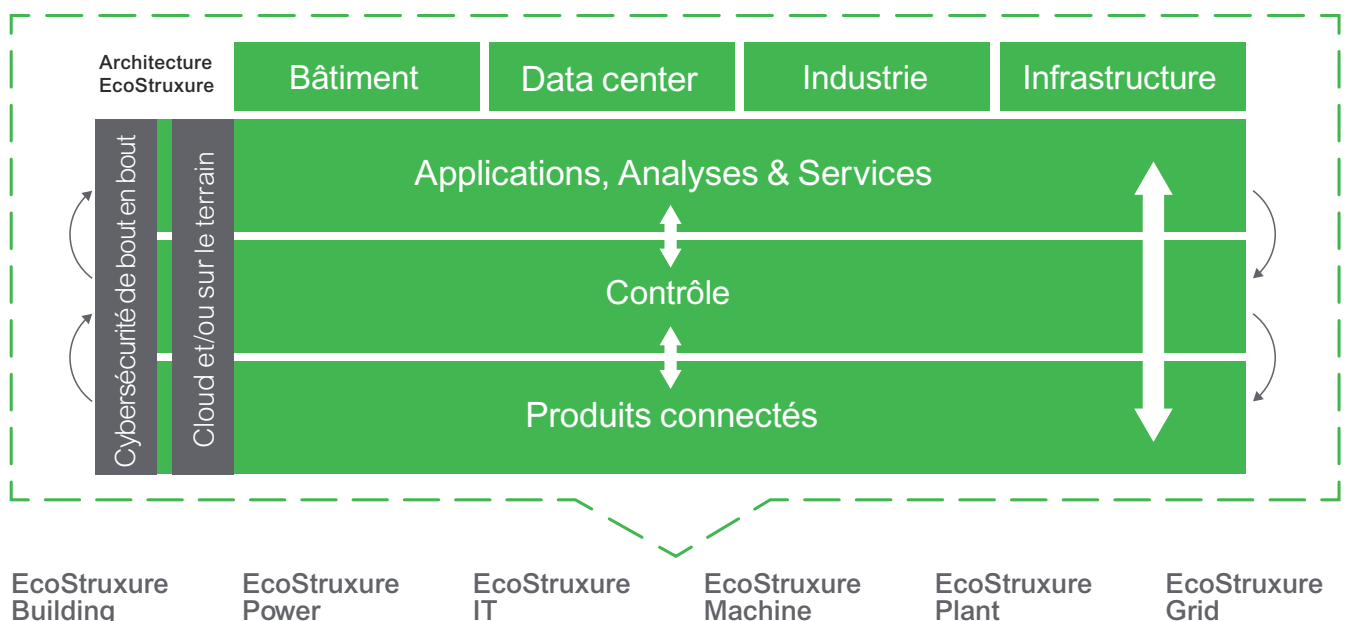 Architecture
EcoStruxure
Bâtiment
Data center
Industrie
Infrastructure
Cybersécurité de bout en bout
Cloud et/ou sur le terrain
Applications, Analyses & Services
Contrôle
Produits connectés
EcoStruxure
Building
EcoStruxure
Power
EcoStruxure
IT
EcoStruxure
Machine
EcoStruxure
Plant
EcoStruxure
Grid